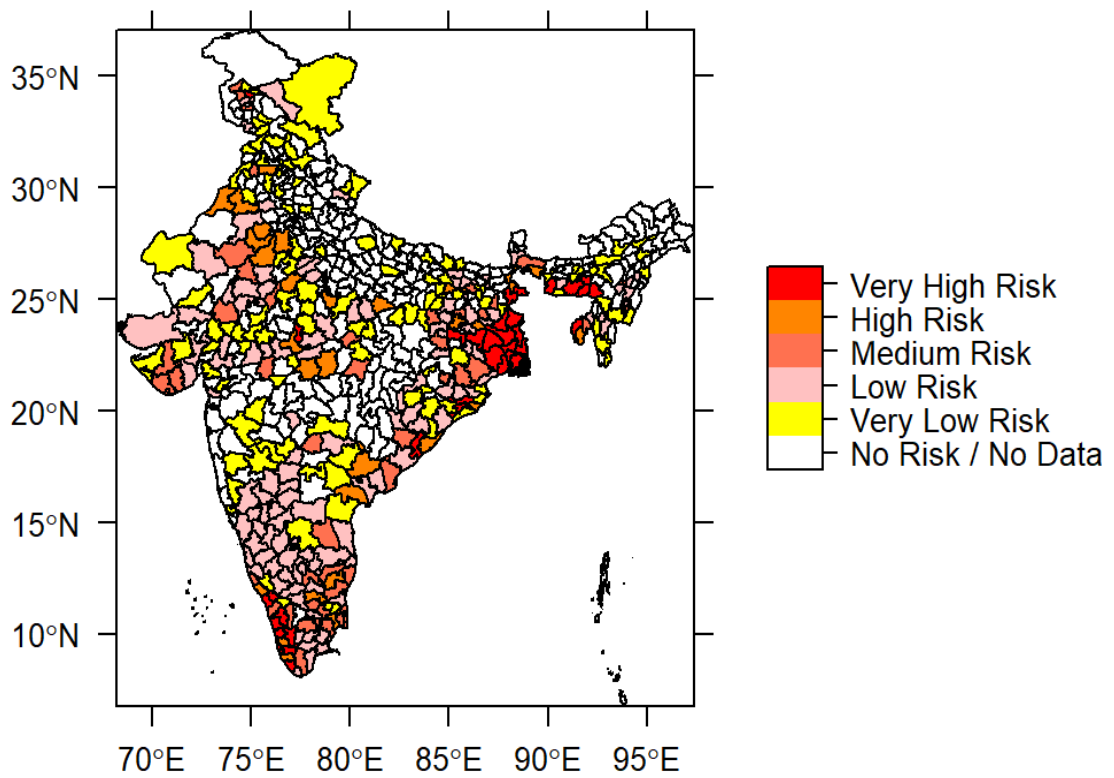 35°N
30°N
25°N
20°N
15°N
10°N
70°E 75°E 80°E 85°E 90°E 95°E
Very High Risk
High Risk
Medium Risk
Low Risk
Very Low Risk
No Risk / No Data